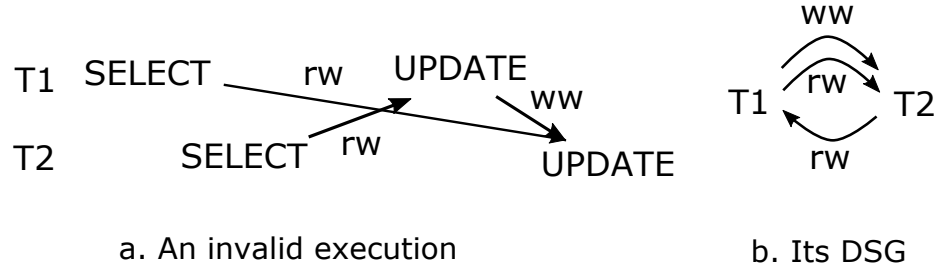 T1 SELECT rw UPDATE ww
T2 SELECT rw UPDATE
a. An invalid execution
ww
rw
T1 T2
rw
b. Its DSG